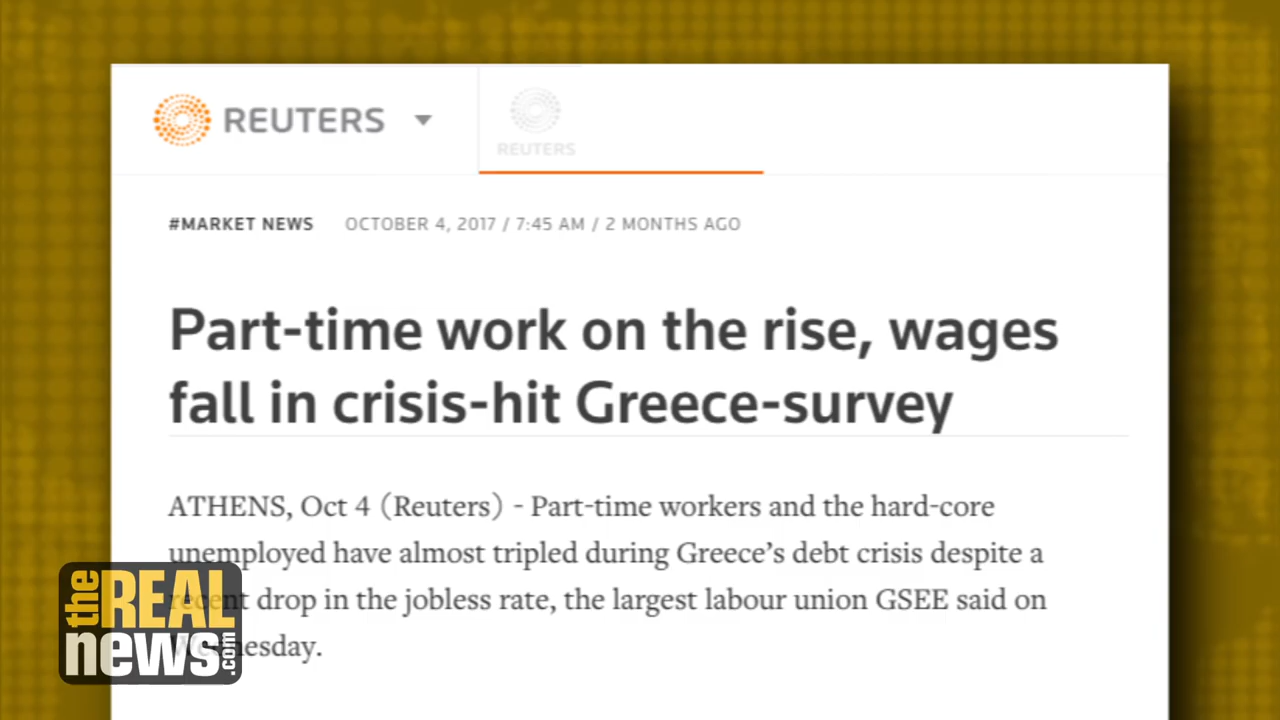 REUTERS
REUTERS
#MARKET NEWS OCTOBER 4, 2017 / 7:45 AM / 2 MONTHS AGO
Part-time work on the rise, wages
fall in crisis-hit Greece-survey
ATHENS, Oct 4 (Reuters) - Part-time workers and the hard-core
unemployed have almost tripled during Greece's debt crisis despite a
recent drop in the jobless rate, the largest labour union GSEE said on
Wednesday.
the REAL
news.com